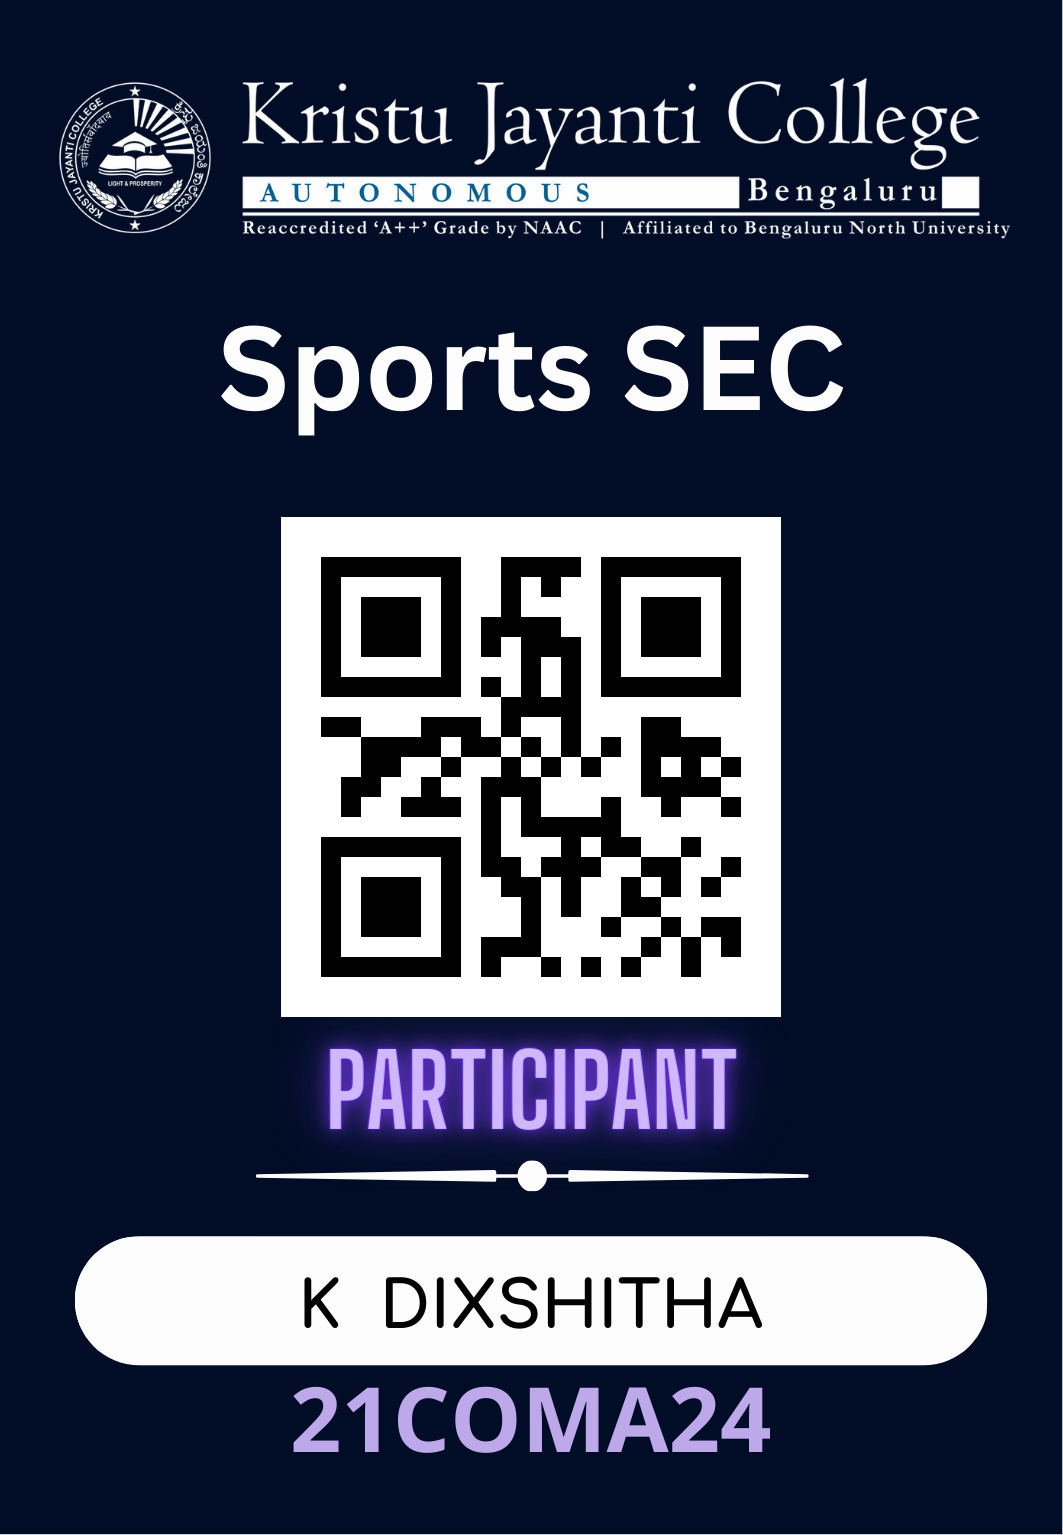 KRISTU JAYANTI COLLEGE
ಕ್ರಿಸ್ತು ಜಯಂತಿ ಕಾಲೇಜು
LIGHT & PROSPERITY
Kristu Jayanti College
AUTONOMOUS Bengaluru
Reaccredited ‘A++’ Grade by NAAC | Affiliated to Bengaluru North University
Sports SEC
PARTICIPANT
K DIXSHITHA
21COMA24